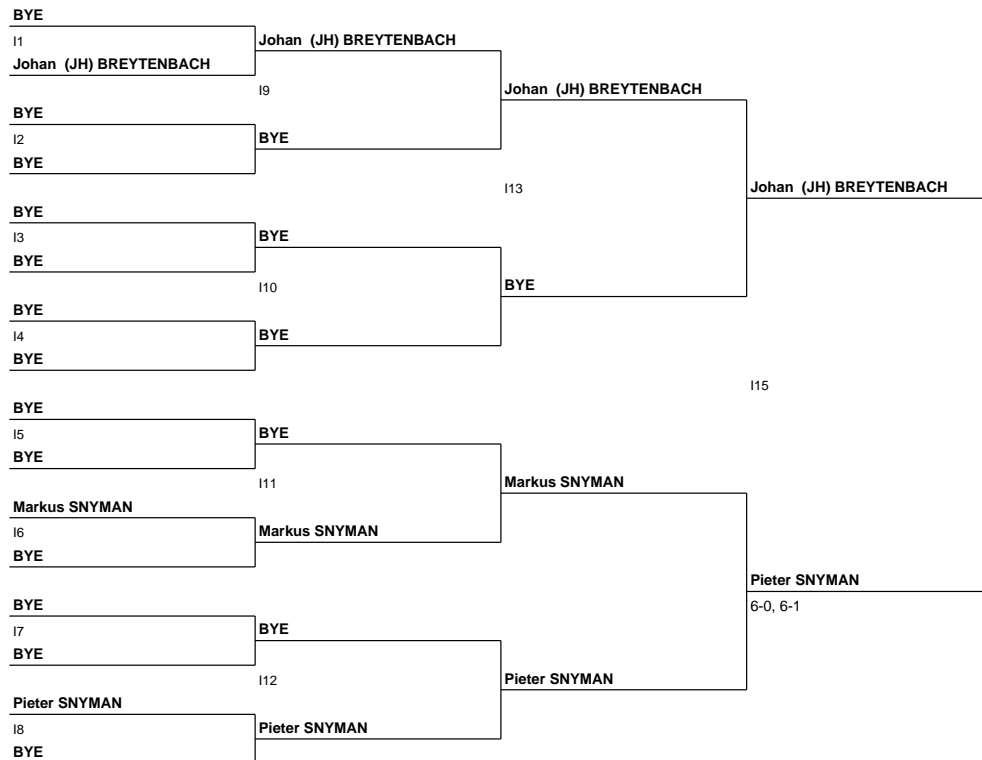 BYE
I1
Johan (JH) BREYTENBACH
Johan (JH) BREYTENBACH
I9
Johan (JH) BREYTENBACH
BYE
I2
BYE
BYE
I13
Johan (JH) BREYTENBACH
BYE
I3
BYE
BYE
I10
BYE
BYE
I4
BYE
BYE
I15
BYE
I5
BYE
BYE
I11
Markus SNYMAN
Markus SNYMAN
I6
Markus SNYMAN
BYE
Pieter SNYMAN
6-0, 6-1
BYE
I7
BYE
BYE
I12
Pieter SNYMAN
Pieter SNYMAN
I8
Pieter SNYMAN
BYE